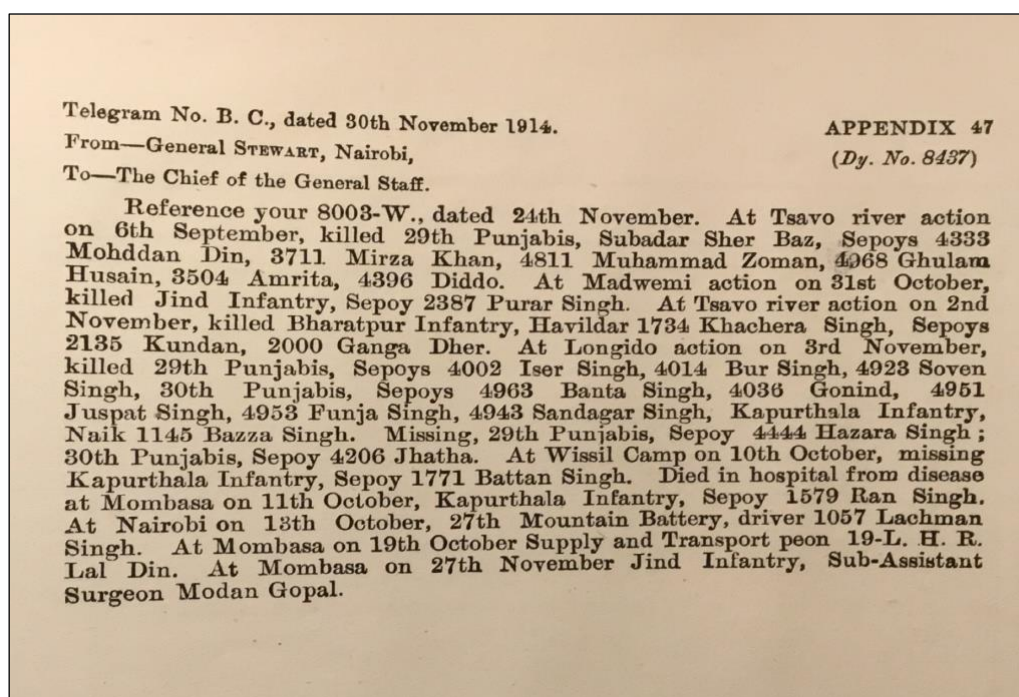 Telegram No. B. C., dated 30th November 1914.
APPENDIX 47
From—General STEWART, Nairobi,
(Dy. No. 8437)
To—The Chief of the General Staff.
Reference your 8003-W., dated 24th November. At Tsavo river action
on 6th September, killed 29th Punjabis, Subadar Sher Baz, Sepoys 4333
Mohddan Din, 3711 Mirza Khan, 4811 Muhammad Zoman, 4968 Ghulam
Husain, 3504 Amrita, 4396 Diddo. At Madwemi action on 31st October,
killed Jind Infantry, Sepoy 2387 Purar Singh. At Tsavo river action on 2nd
November, killed Bharatpur Infantry, Havildar 1734 Khachera Singh, Sepoys
2135 Kundan, 2000 Ganga Dher. At Longido action on 3rd November,
killed 29th Punjabis, Sepoys 4002 Iser Singh, 4014 Bur Singh, 4923 Soven
Singh, 30th Punjabis, Sepoys 4963 Banta Singh, 4036 Gonind, 4951
Juspat Singh, 4953 Funja Singh, 4943 Sandagar Singh, Kapurthala Infantry,
Naik 1145 Bazza Singh. Missing, 29th Punjabis, Sepoy 4444 Hazara Singh;
30th Punjabis, Sepoy 4206 Jhatha. At Wissil Camp on 10th October, missing
Kapurthala Infantry, Sepoy 1771 Battan Singh. Died in hospital from disease
at Mombasa on 11th October, Kapurthala Infantry, Sepoy 1579 Ran Singh.
At Nairobi on 13th October, 27th Mountain Battery, driver 1057 Lachman
Singh. At Mombasa on 19th October Supply and Transport peon 19-L. H. R.
Lal Din. At Mombasa on 27th November Jind Infantry, Sub-Assistant
Surgeon Modan Gopal.